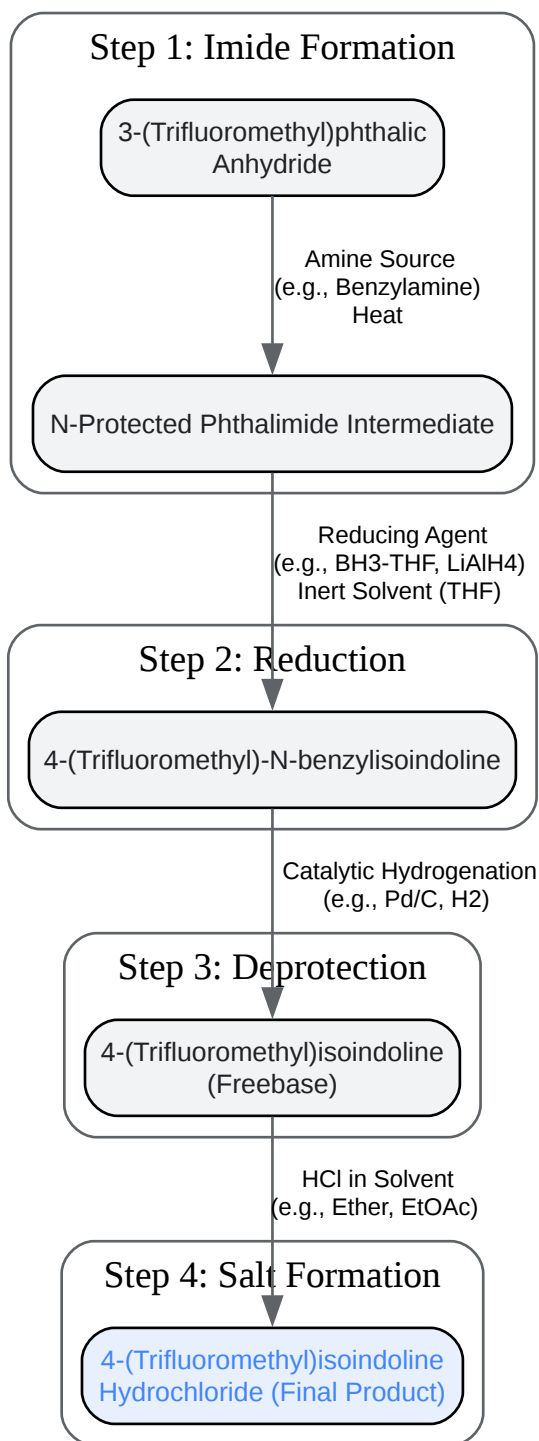 Step 1: Imide Formation
3-(Trifluoromethyl)phthalic
Anhydride
Amine Source
(e.g., Benzylamine)
Heat
N-Protected Phthalimide Intermediate
Reducing Agent
(e.g., BH3-THF, LiAlH4)
Inert Solvent (THF)
Step 2: Reduction
4-(Trifluoromethyl)-N-benzylisoindoline
Catalytic Hydrogenation
(e.g., Pd/C, H2)
Step 3: Deprotection
4-(Trifluoromethyl)isoindoline
(Freebase)
HCl in Solvent
(e.g., Ether, EtOAc)
Step 4: Salt Formation
4-(Trifluoromethyl)isoindoline
Hydrochloride (Final Product)